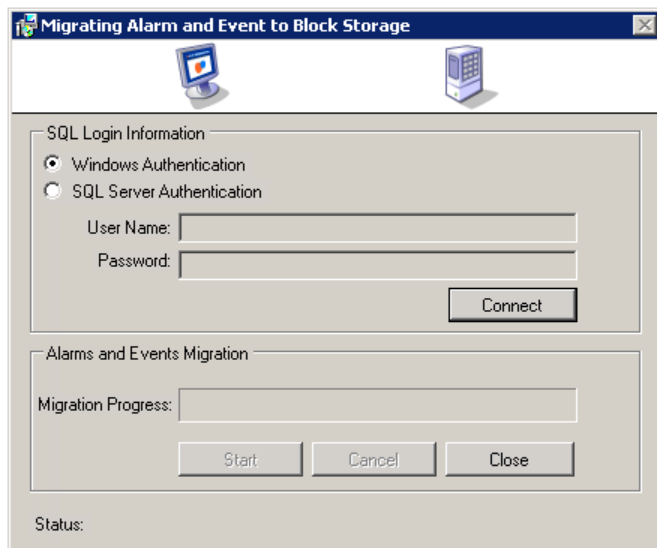 Migrating Alarm and Event to Block Storage
SQL Login Information
Windows Authentication
SQL Server Authentication
User Name:
Password:
Connect
Alarms and Events Migration
Migration Progress:
Start Cancel Close
Status: